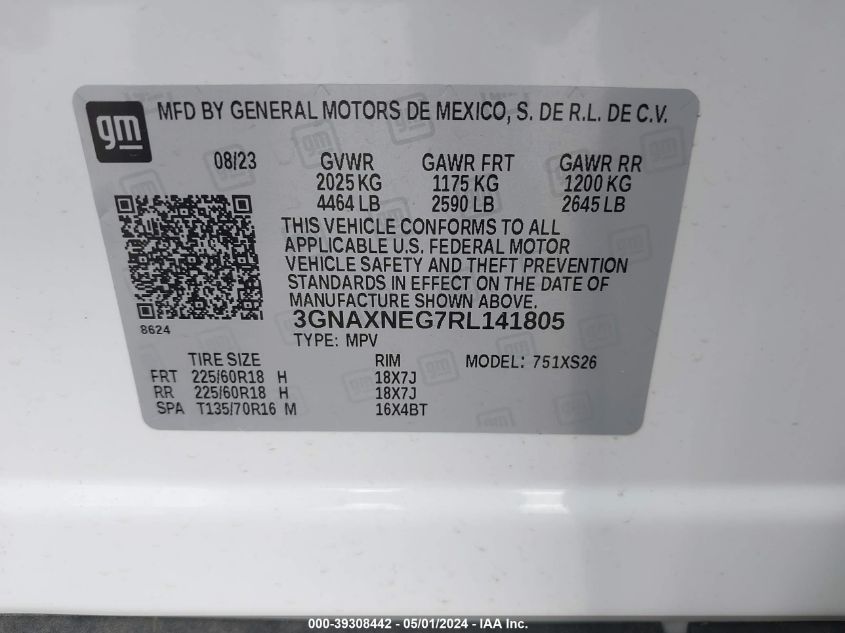 gm
MFD BY GENERAL MOTORS DE MEXICO, S. DE R.L. DE C.V.
08/23 GVWR GAWR FRT GAWR RR
2025 KG 1175 KG 1200 KG
4464 LB 2590 LB 2645 LB
THIS VEHICLE CONFORMS TO ALL
APPLICABLE U.S. FEDERAL MOTOR
VEHICLE SAFETY AND THEFT PREVENTION
STANDARDS IN EFFECT ON THE DATE OF
MANUFACTURE SHOWN ABOVE.
8624
3GNAXNEG7RL141805
TYPE: MPV
TIRE SIZE RIM MODEL: 751XS26
FRT 225/60R18 H 18X7J
RR 225/60R18 H 18X7J
SPA T135/70R16 M 16X4BT
000-39308442 - 05/01/2024 - IAA Inc.